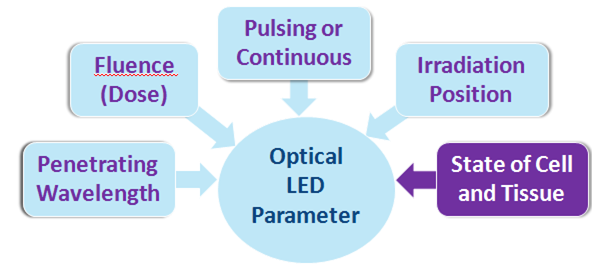 Pulsing or
Continuous
Fluence
(Dose)
Irradiation
Position
Penetrating
Wavelength
Optical
LED
Parameter
State of Cell
and Tissue